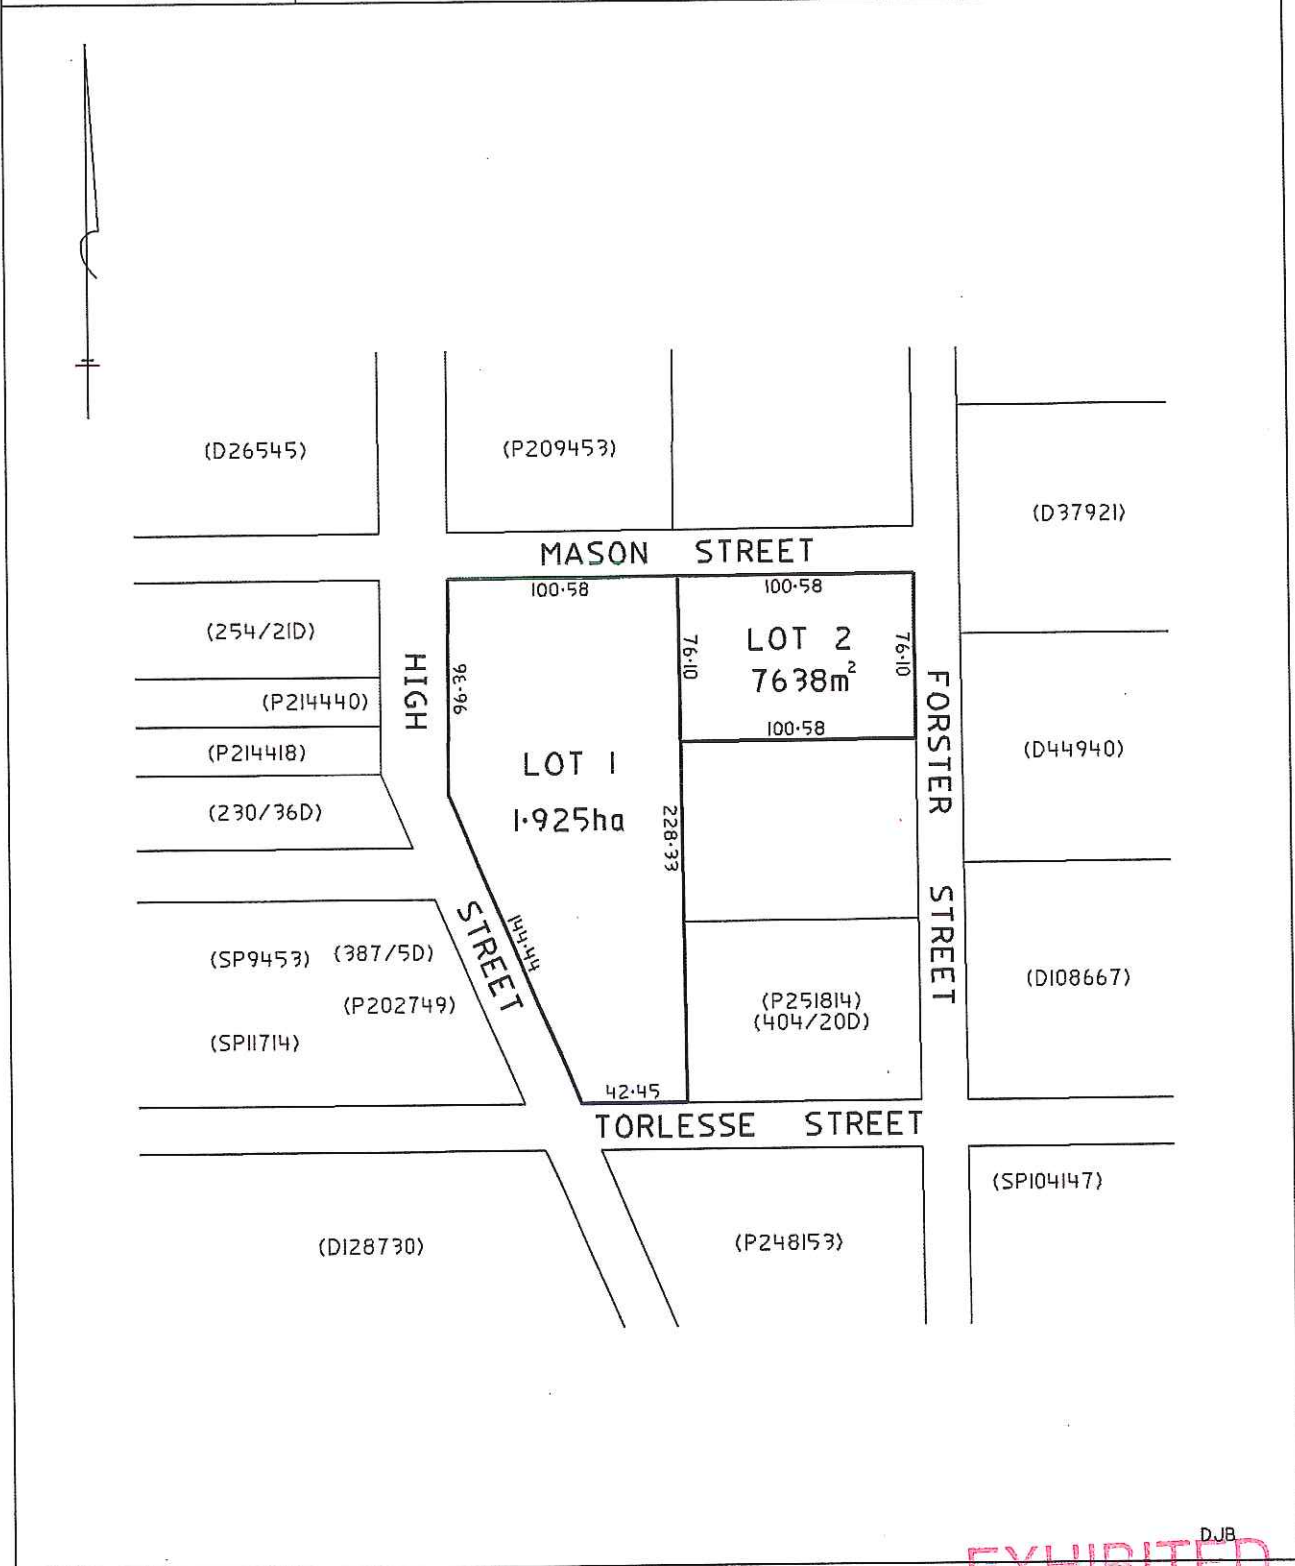 (D26545)
(P209453)
(D37921)
MASON STREET
100·58
100·58
(254/21D)
LOT 2
7638m²
76·10
76·10
(P214440)
HIGH
96·36
(P214418)
100·58
FORSTER
(D44940)
LOT 1
1·925ha
(230/36D)
228·33
STREET
144·44
STREET
(SP9453) (387/5D)
(P202749)
(SP11714)
(P251814)
(404/20D)
(D108667)
42·45
TORLESSE STREET
(SP104147)
(D128730)
(P248153)
DJB
EXHIBITED